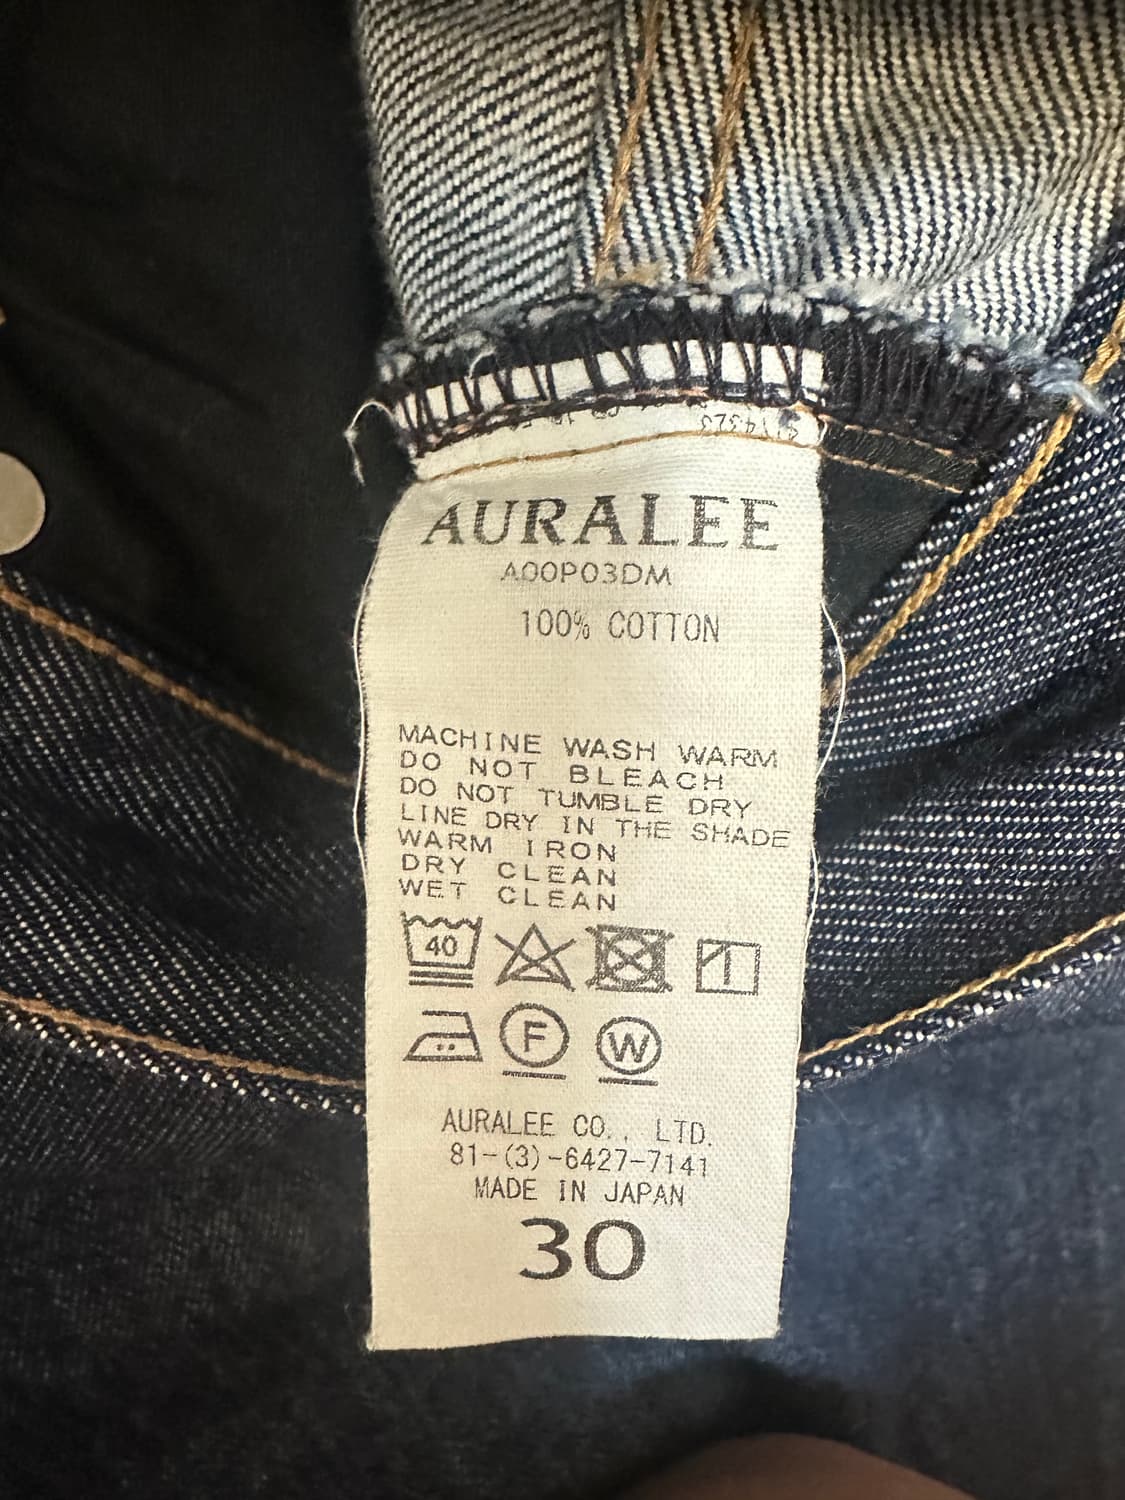 AURALEE
A00P03DM
100% COTTON
MACHINE WASH WARM
DO NOT BLEACH
DO NOT TUMBLE DRY
LINE DRY IN THE SHADE
WARM IRON
DRY CLEAN
WET CLEAN
40
F W
AURALEE CO., LTD.
81-(3)-6427-7141
MADE IN JAPAN
30